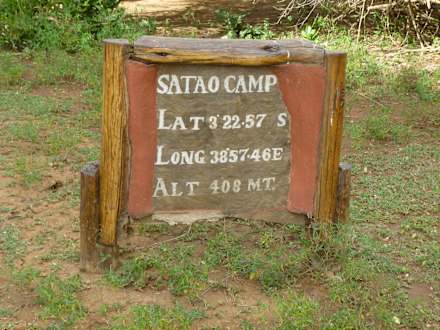 SATAO CAMP
LAT 3°22·57 S
LONG 38°57·46E
ALT 408 MT.